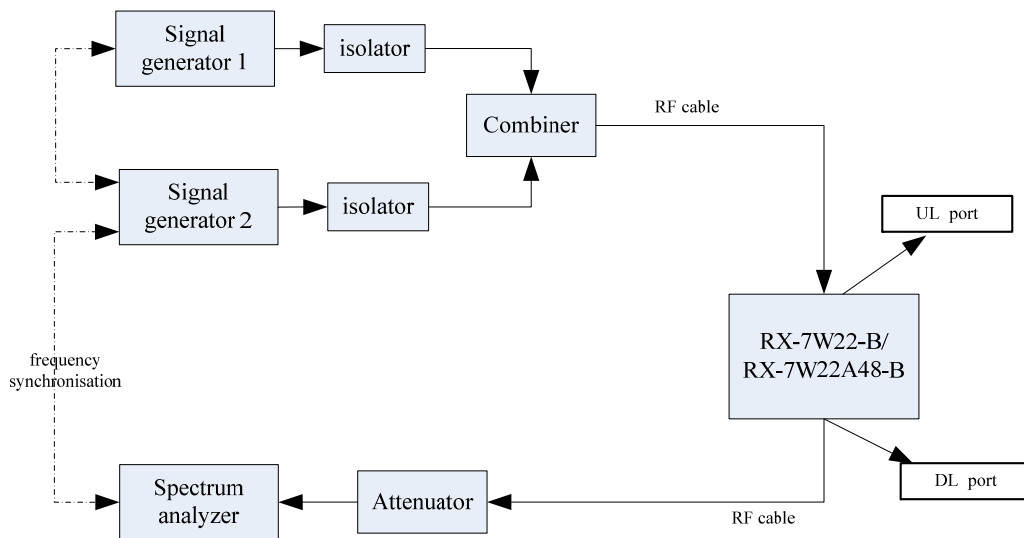 Signal
generator 1
isolator
Combiner
RF cable
Signal
generator 2
isolator
UL port
RX-7W22-B/
RX-7W22A48-B
frequency
synchronisation
Spectrum
analyzer
Attenuator
DL port
RF cable